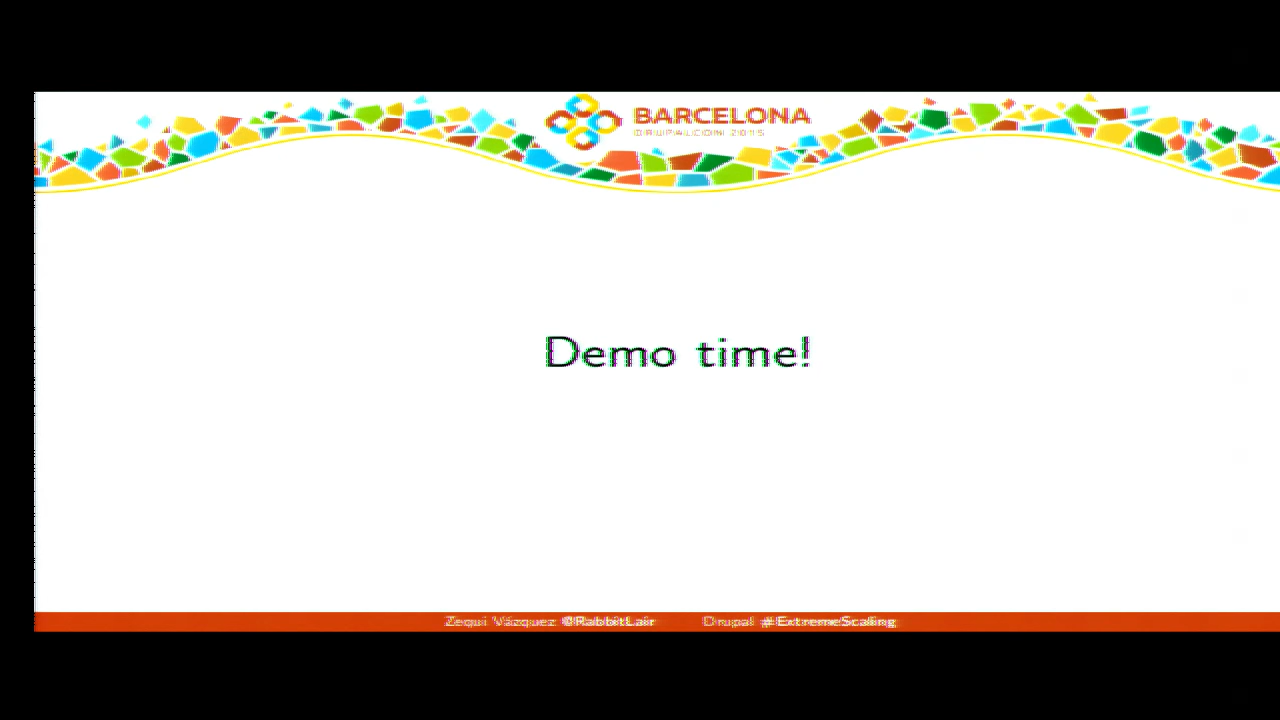 BARCELONA
DRUPALCON 2015
Demo time!
Zequi Vázquez @RabbitLair Drupal #ExtremeScaling